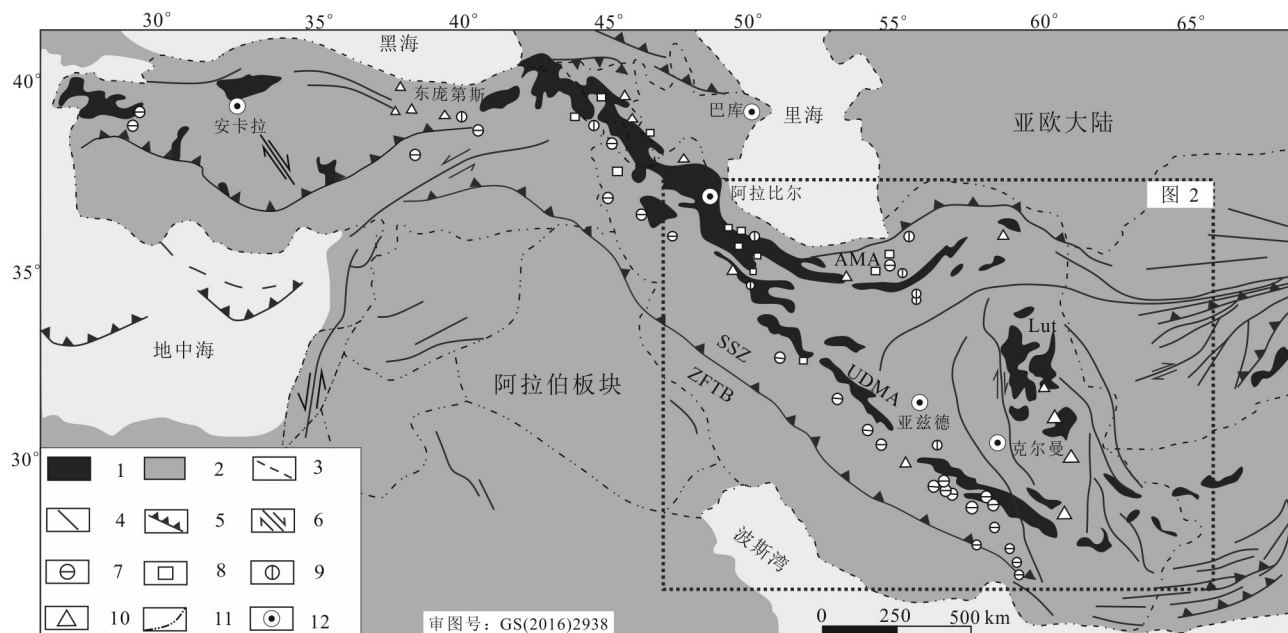 30° 35° 40° 45° 50° 55° 60° 65°
黑海
40°
东庞第斯
巴库
里海
亚欧大陆
安卡拉
阿拉比尔
图 2
35°
AMA
Lut
地中海
SSZ
ZFTB
阿拉伯板块
UDMA
亚兹德
克尔曼
30°
1 2 3
4 5 6
7 8 9
10 11 12
波斯湾
审图号：GS(2016)2938
0 250 500 km